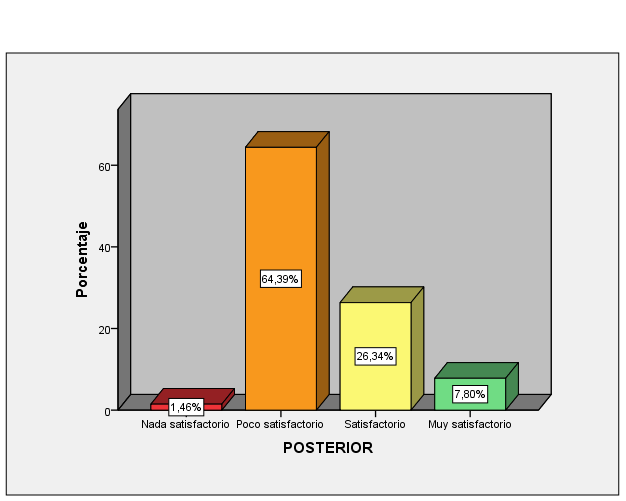 Porcentaje
60
40
20
0
64,39%
26,34%
7,80%
1,46%
Nada satisfactorio
Poco satisfactorio
Satisfactorio
Muy satisfactorio
POSTERIOR